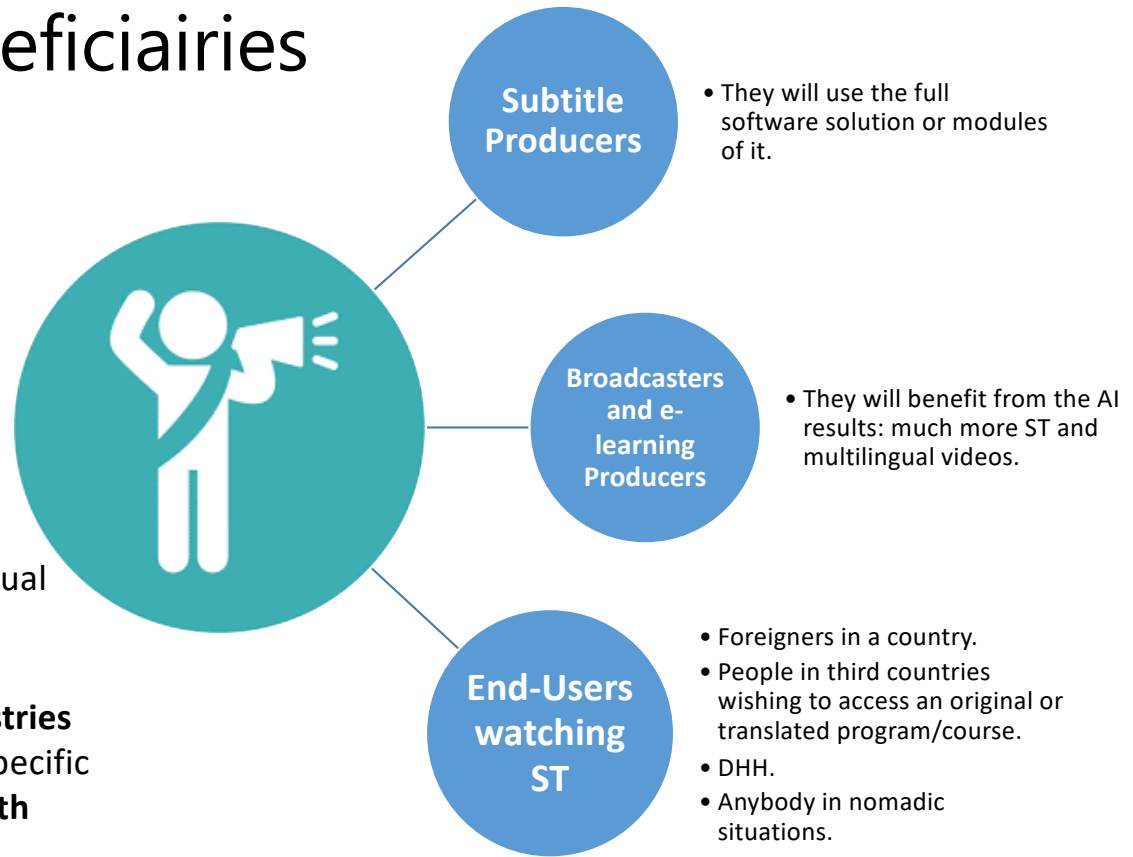 eficiairies
Subtitle
Producers
• They will use the full
software solution or modules
of it.
Broadcasters
and e-
learning
Producers
• They will benefit from the AI
results: much more ST and
multilingual videos.
ual
stries
pecific
th
End-Users
watching
ST
• Foreigners in a country.
• People in third countries
wishing to access an original or
translated program/course.
• DHH.
• Anybody in nomadic
situations.